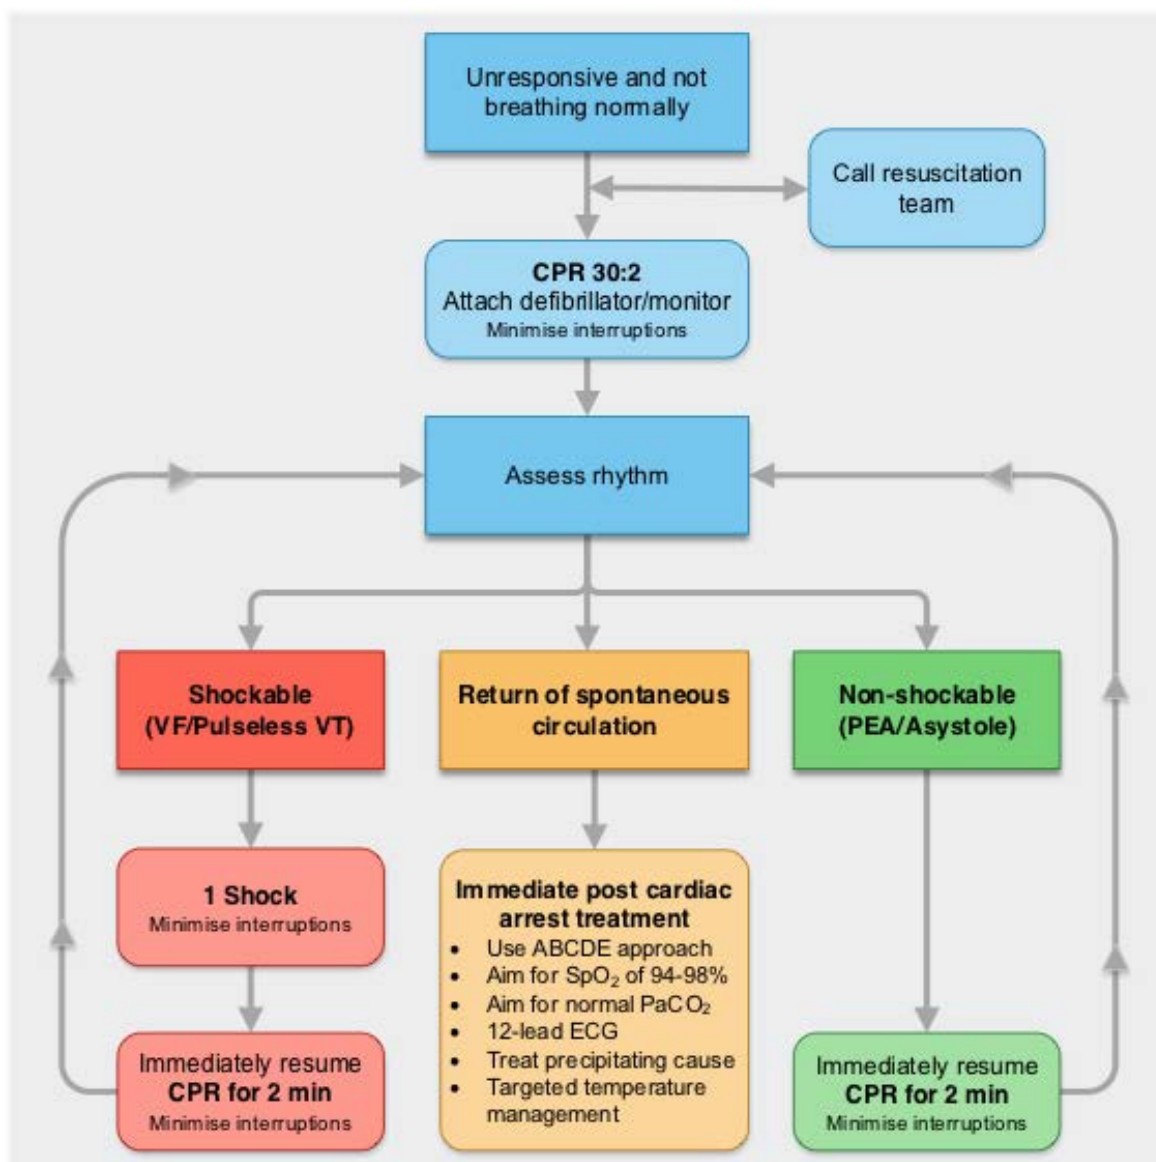 Unresponsive and not
breathing normally
Call resuscitation
team
CPR 30:2
Attach defibrillator/monitor
Minimise interruptions
Assess rhythm
Shockable
(VF/Pulseless VT)
Return of spontaneous
circulation
Non-shockable
(PEA/Asystole)
1 Shock
Minimise interruptions
Immediate post cardiac
arrest treatment
• Use ABCDE approach
• Aim for SpO₂ of 94-98%
• Aim for normal PaCO₂
• 12-lead ECG
• Treat precipitating cause
• Targeted temperature
management
Immediately resume
CPR for 2 min
Minimise interruptions
Immediately resume
CPR for 2 min
Minimise interruptions